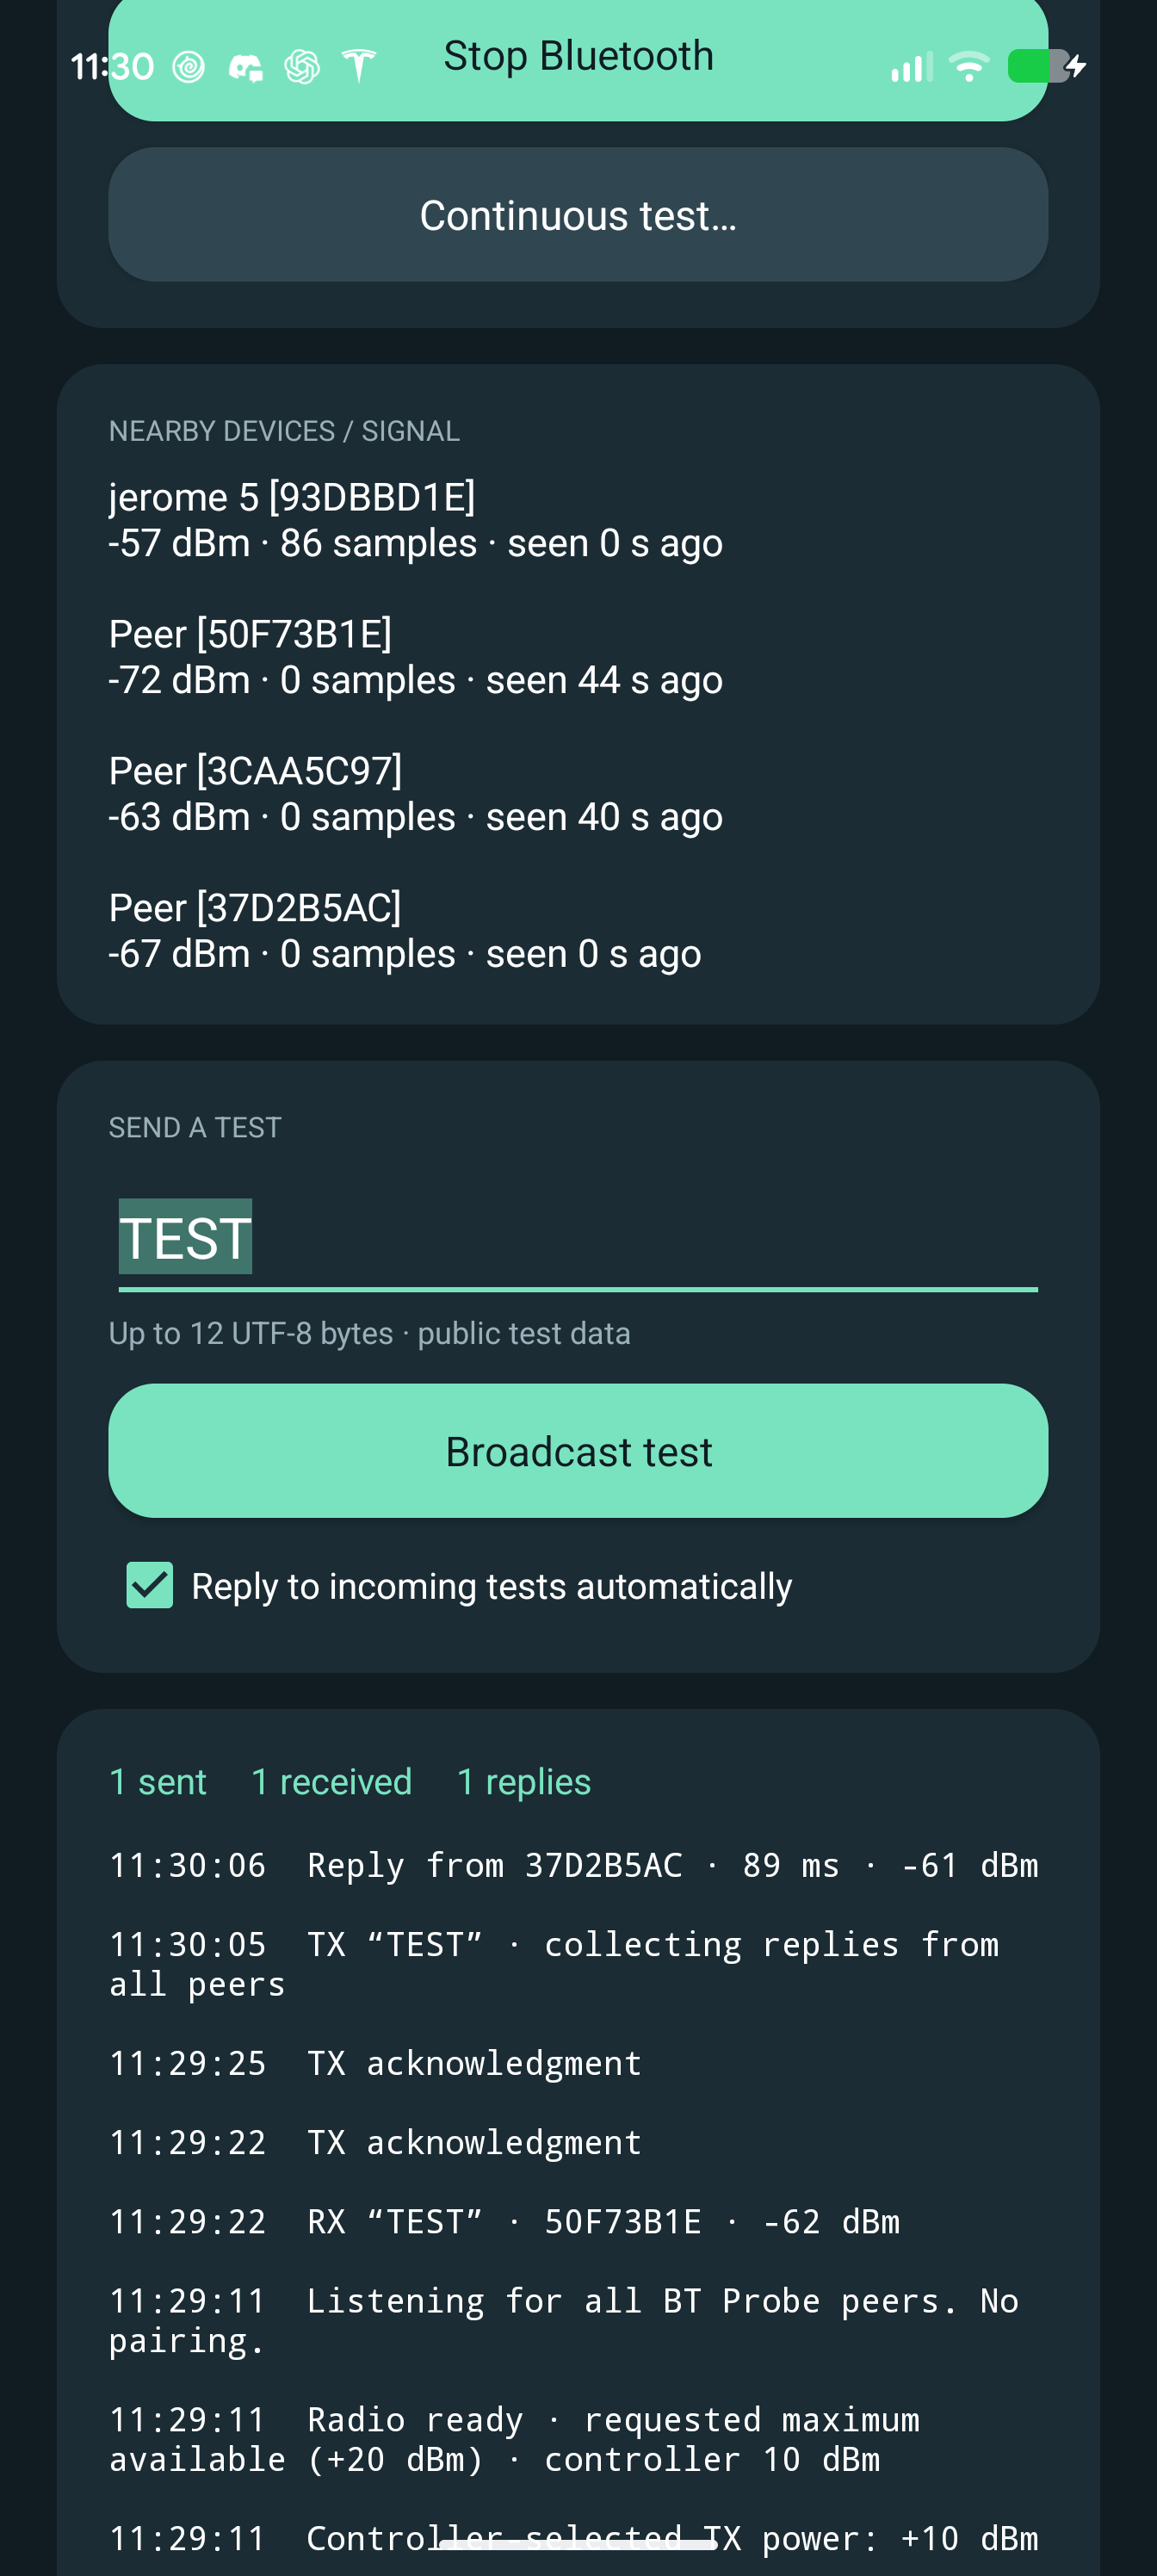 Stop Bluetooth
11:30
Continuous test...
NEARBY DEVICES / SIGNAL
jerome 5 [93DBBD1E]
-57 dBm · 86 samples · seen 0 s ago
Peer [50F73B1E]
-72 dBm · 0 samples · seen 44 s ago
Peer [3CAA5C97]
-63 dBm · 0 samples · seen 40 s ago
Peer [37D2B5AC]
-67 dBm · 0 samples · seen 0 s ago
SEND A TEST
TEST
Up to 12 UTF-8 bytes · public test data
Broadcast test
Reply to incoming tests automatically
1 sent 1 received 1 replies
11:30:06 Reply from 37D2B5AC · 89 ms · -61 dBm
11:30:05 TX “TEST” · collecting replies from
all peers
11:29:25 TX acknowledgment
11:29:22 TX acknowledgment
11:29:22 RX “TEST” · 50F73B1E · -62 dBm
11:29:11 Listening for all BT Probe peers. No
pairing.
11:29:11 Radio ready · requested maximum
available (+20 dBm) · controller 10 dBm
11:29:11 Controller-selected TX power: +10 dBm